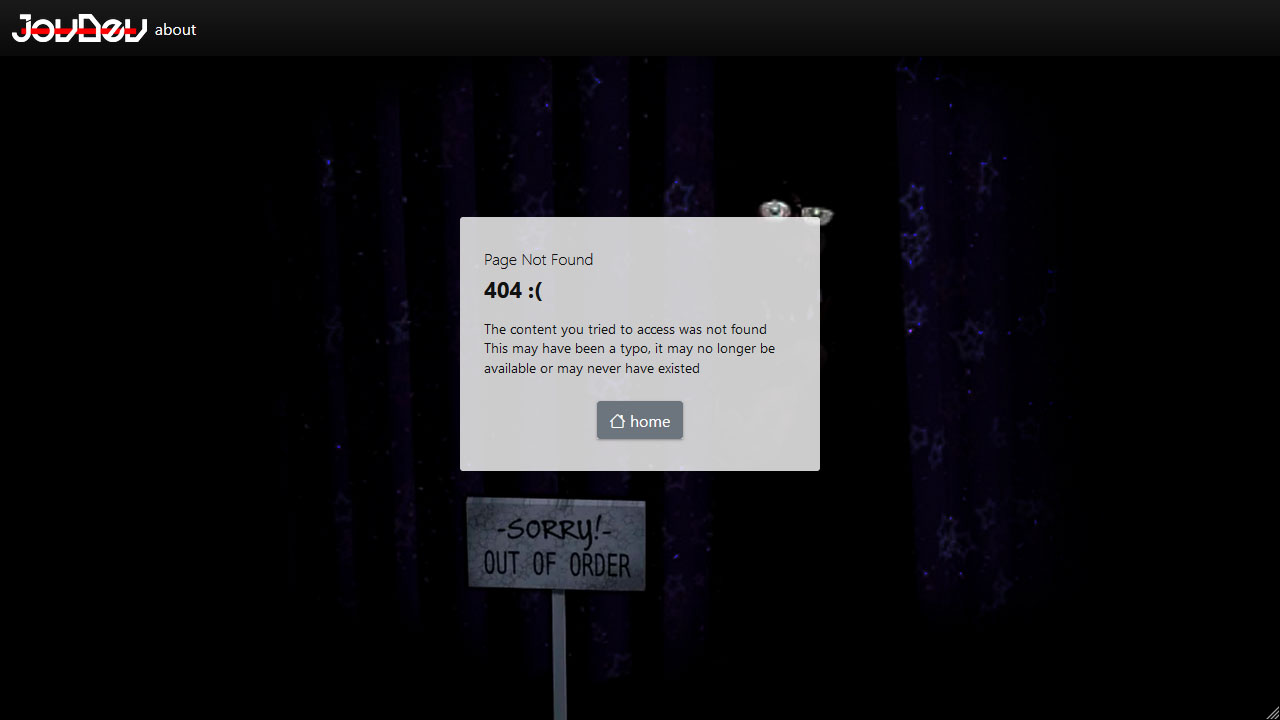 JoyDev
about
Page Not Found
404 :(
The content you tried to access was not found
This may have been a typo, it may no longer be
available or may never have existed
home
-SORRY!-
OUT OF ORDER